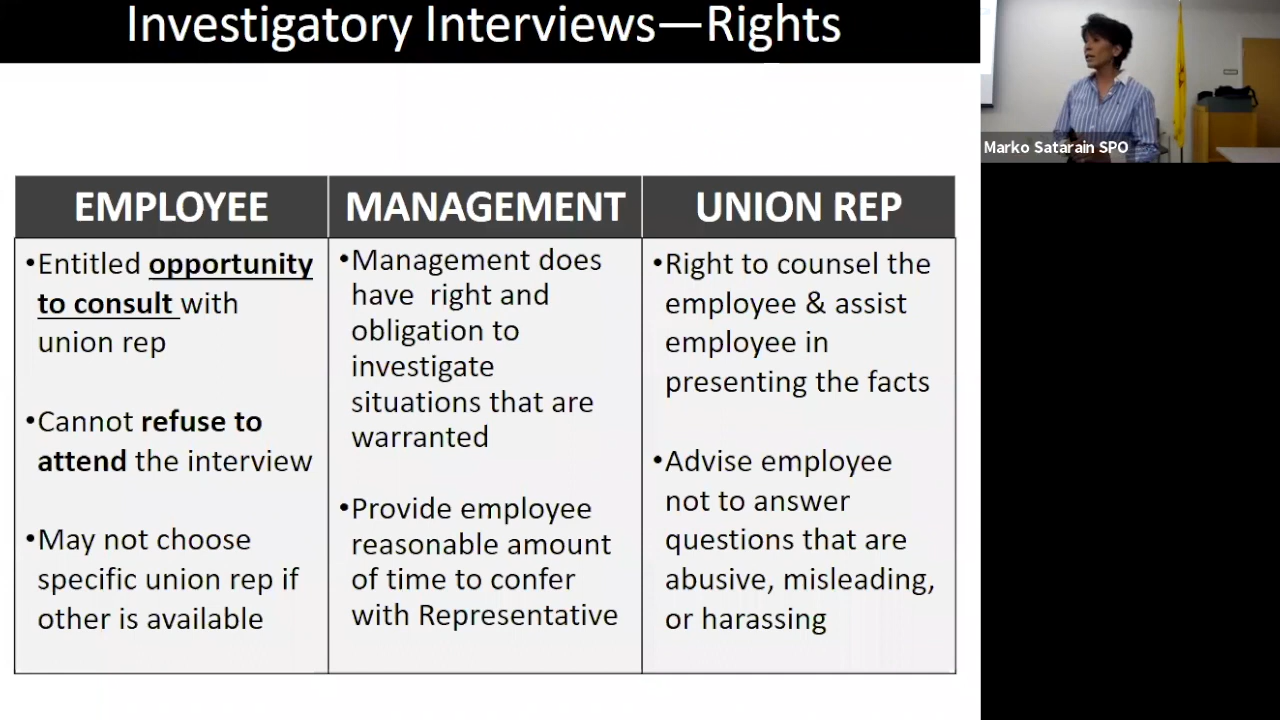 Investigatory Interviews—Rights
Marko Satarain SPO
EMPLOYEE
•Entitled opportunity
to consult with
union rep
•Cannot refuse to
attend the interview
•May not choose
specific union rep if
other is available
MANAGEMENT
•Management does
have right and
obligation to
investigate
situations that are
warranted
•Provide employee
reasonable amount
of time to confer
with Representative
UNION REP
•Right to counsel the
employee & assist
employee in
presenting the facts
•Advise employee
not to answer
questions that are
abusive, misleading,
or harassing